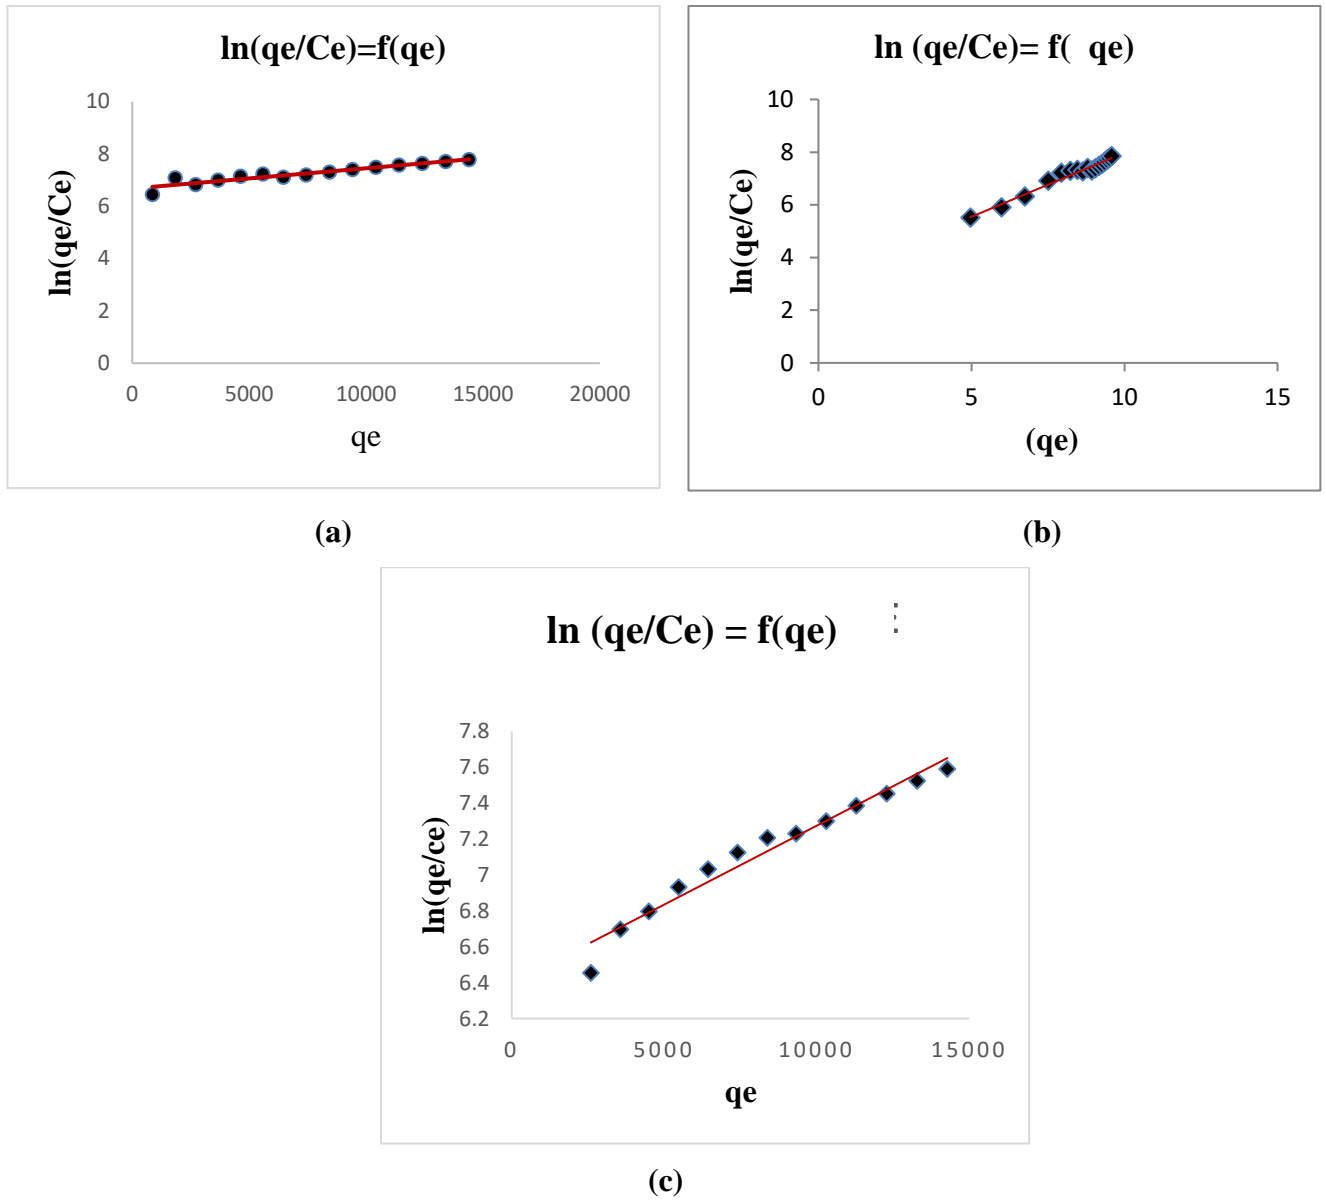 ln(qe/Ce)=f(qe)
10
8
6
4
2
0
ln(qe/Ce)
0 5000 10000 15000 20000
qe
(a)
ln (qe/Ce)= f( qe)
10
8
6
4
2
0
ln(qe/Ce)
0 5 10 15
(qe)
(b)
ln (qe/Ce) = f(qe)
7.8
7.6
7.4
7.2
7
6.8
6.6
6.4
6.2
ln(qe/ce)
0 5000 10000 15000
qe
(c)